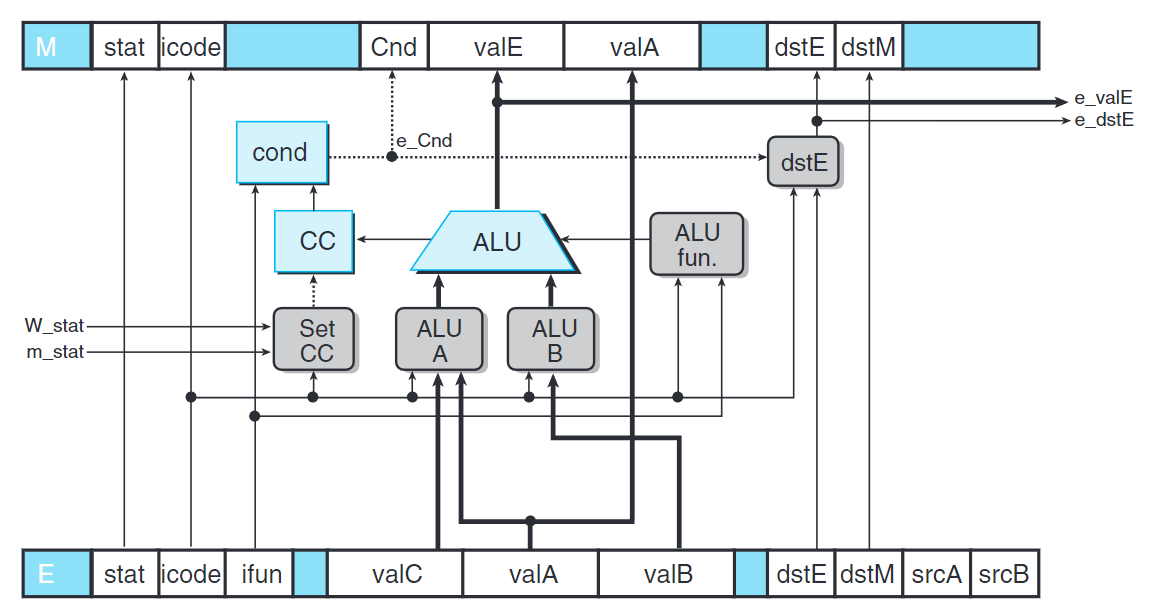 M stat icode Cnd valE valA dstE dstM
e_valE
e_dstE
e_Cnd
cond
dstE
CC
ALU
ALU
fun.
W_stat
m_stat
Set
CC
ALU
A
ALU
B
E stat icode ifun valC valA valB dstE dstM srcA srcB